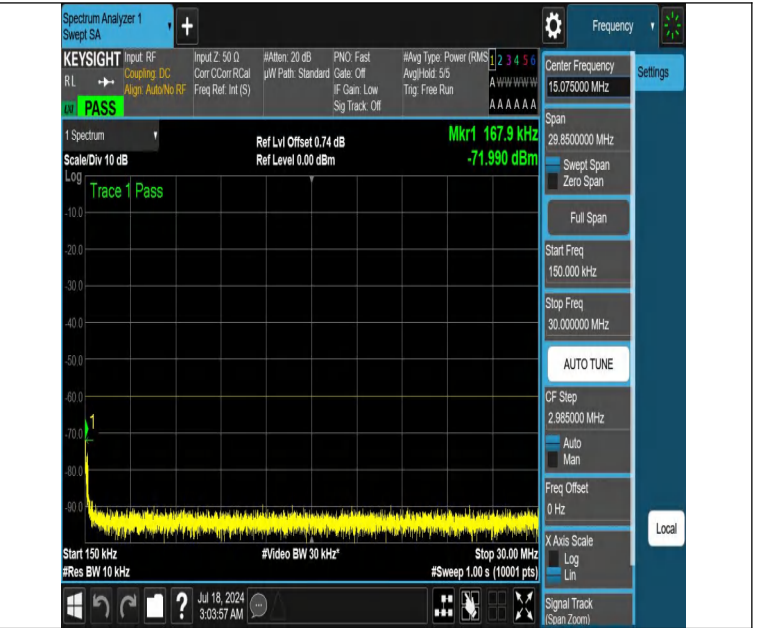 Spectrum Analyzer 1
Swept SA
+
Frequency
KEYSIGHT
RL
PASS
Input: RF
Coupling: DC
Align: Auto/No RF
Input Z: 50 Ω
Corr CCorr RCal
Freq Ref: Int (S)
#Atten: 20 dB
µW Path: Standard
PNO: Fast
Gate: Off
IF Gain: Low
Sig Track: Off
#Avg Type: Power (RMS
Avg|Hold: 5/5
Trig: Free Run
1 2 3 4 5 6
A W W W W W
A A A A A A
1 Spectrum
Scale/Div 10 dB
Ref Lvl Offset 0.74 dB
Ref Level 0.00 dBm
Mkr1 167.9 kHz
-71.990 dBm
Log
Trace 1 Pass
-10.0
-20.0
-30.0
-40.0
-50.0
-60.0
1
-70.0
-80.0
-90.0
Start 150 kHz
#Video BW 30 kHz*
Stop 30.00 MHz
#Res BW 10 kHz
#Sweep 1.00 s (10001 pts)
?
Jul 18, 2024
3:03:57 AM
Center Frequency
15.075000 MHz
Settings
Span
29.8500000 MHz
Swept Span
Zero Span
Full Span
Start Freq
150.000 kHz
Stop Freq
30.000000 MHz
AUTO TUNE
CF Step
2.985000 MHz
Auto
Man
Freq Offset
0 Hz
Local
X Axis Scale
Log
Lin
Signal Track
(Span Zoom)